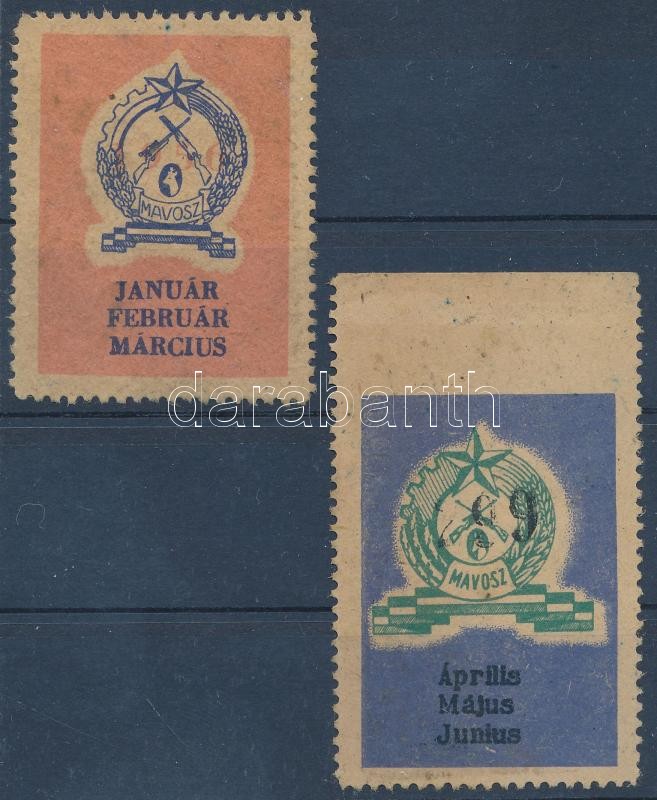 MAVOSZ
JANUÁR
FEBRUÁR
MÁRCIUS
darabanth
MAVOSZ
Április
Május
Junius